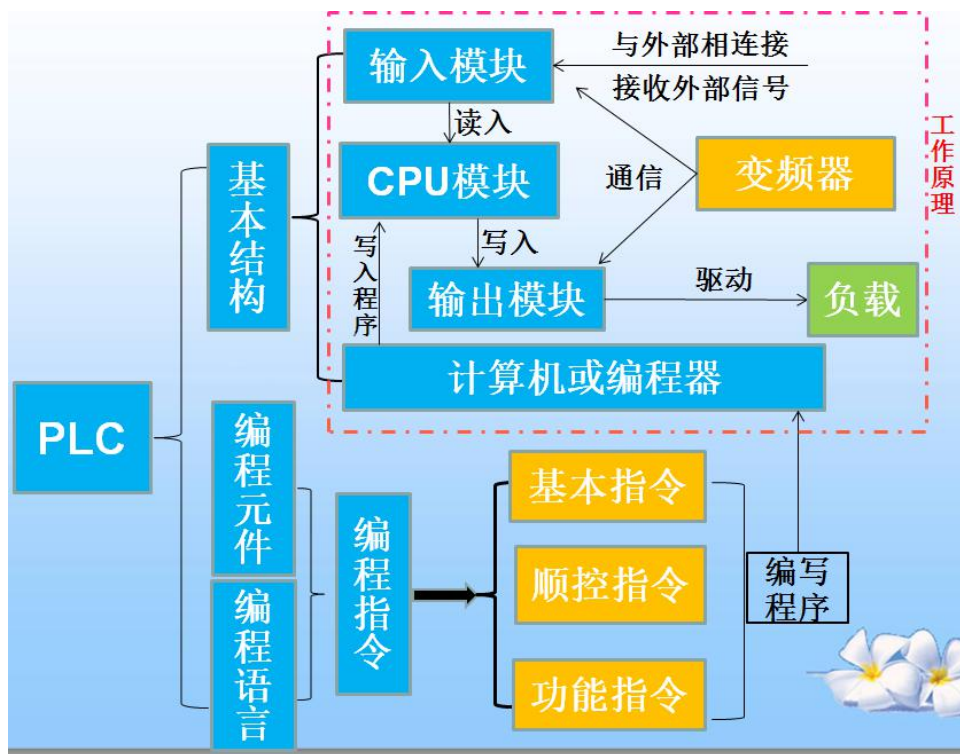 输入模块
与外部相连接
接收外部信号
读入
CPU模块
通信
变频器
工作原理
基本结构
写入
写入程序
输出模块
驱动
负载
计算机或编程器
PLC
编程元件
编程语言
编程指令
基本指令
顺控指令
功能指令
编写
程序